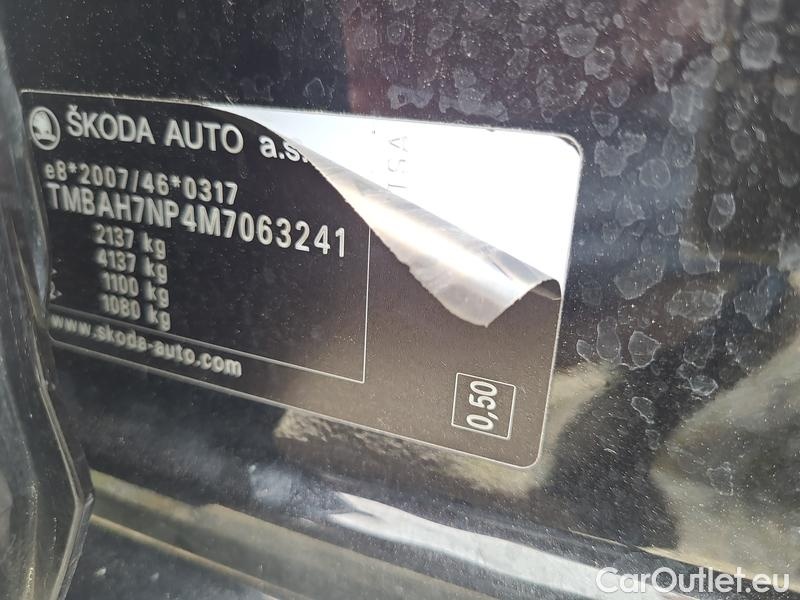 ŠKODA AUTO a.s.
e8*2007/46*0317
TMBAH7NP4M7063241
2137 kg
4137 kg
1100 kg
1080 kg
www.skoda-auto.com
TSA
0,50
CarOutlet.eu